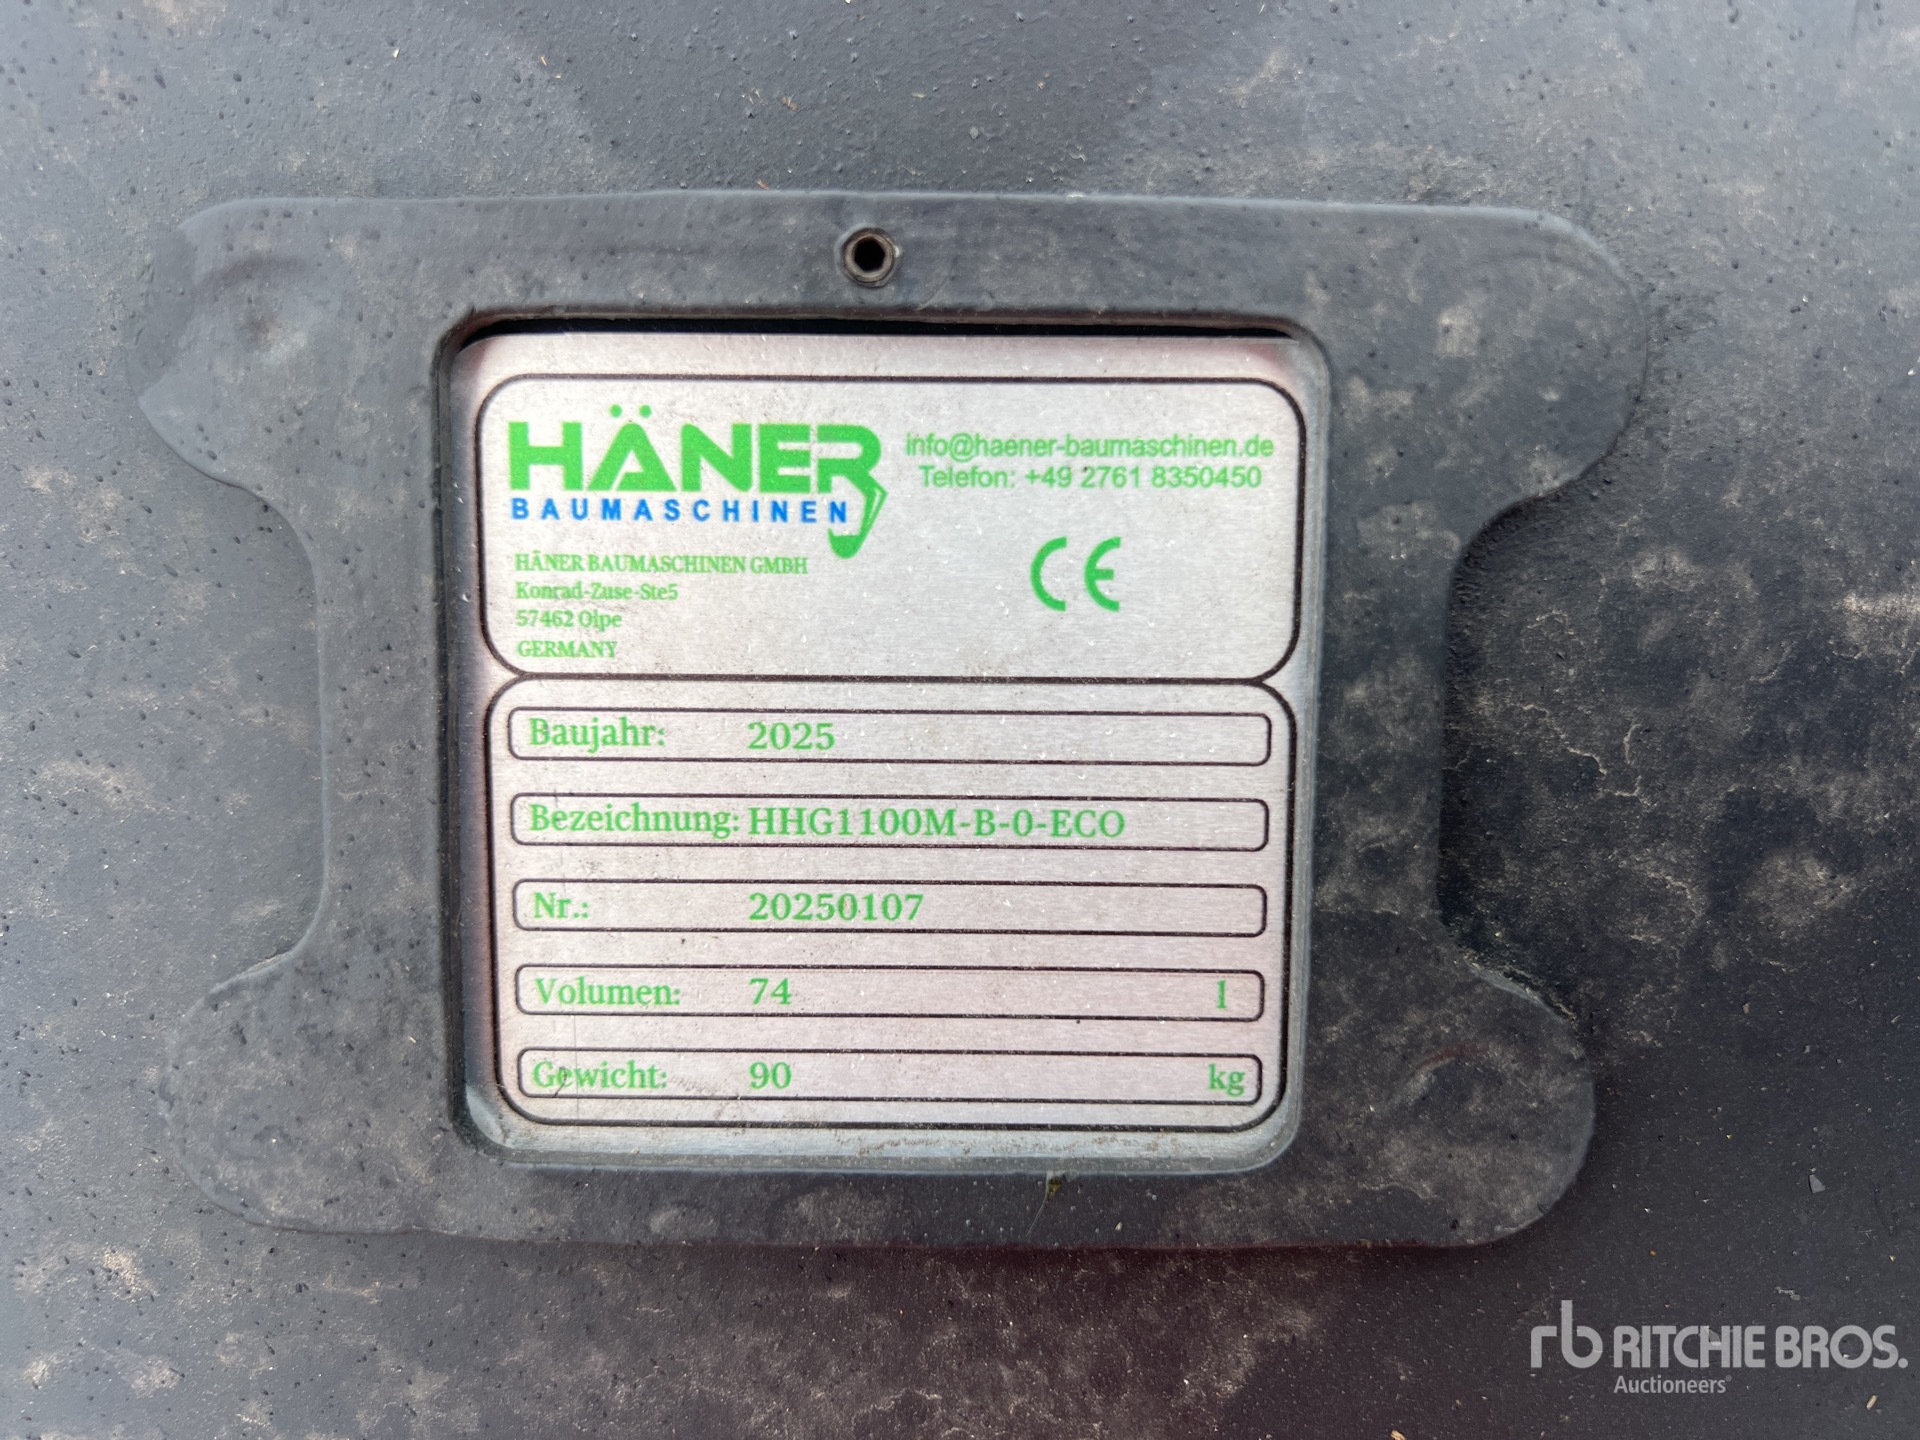 HÄNER
BAUMASCHINEN
info@haener-baumaschinen.de
Telefon: +49 2761 8350450
HÄNER BAUMASCHINEN GMBH
Konrad-Zuse-Ste5
57462 Olpe
GERMANY
CE
Baujahr: 2025
Bezeichnung: HHG1100M-B-0-ECO
Nr.: 20250107
Volumen: 74 l
Gewicht: 90 kg
rb RITCHIE BROS.
Auctioneers